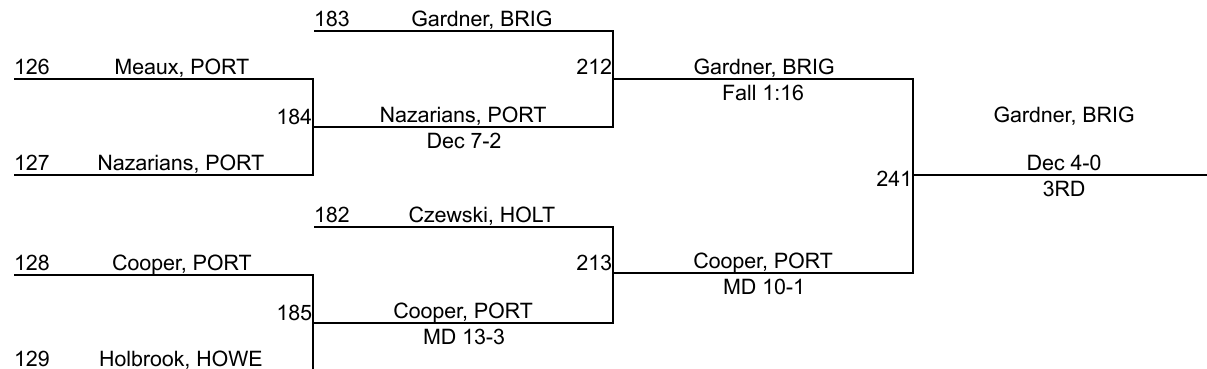 183 Gardner, BRIG
126 Meaux, PORT
212 Gardner, BRIG
Fall 1:16
184 Nazarians, PORT
Dec 7-2
Gardner, BRIG
127 Nazarians, PORT
Dec 4-0
241
3RD
182 Czewski, HOLT
128 Cooper, PORT
213 Cooper, PORT
MD 10-1
185 Cooper, PORT
MD 13-3
129 Holbrook, HOWE